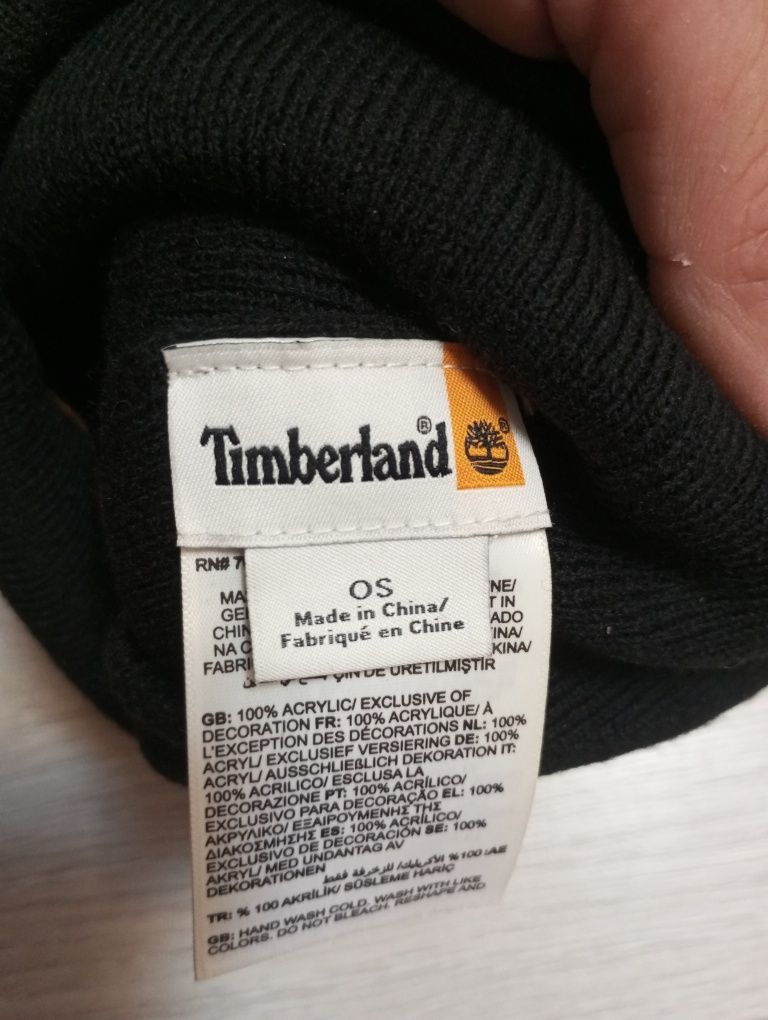 Timberland®
®
OS
Made in China/
Fabriqué en Chine
RN# 7
MA NE/
GE T IN
CHIN ADO
NA C INA/
FABRI KINA/
ÇİN'DE ÜRETİLMİŞTİR
GB: 100% ACRYLIC/ EXCLUSIVE OF
DECORATION FR: 100% ACRYLIQUE/ À
L'EXCEPTION DES DÉCORATIONS NL: 100%
ACRYL/ EXCLUSIEF VERSIERING DE: 100%
ACRYL/ AUSSCHLIEßLICH DEKORATION IT:
100% ACRILICO/ ESCLUSA LA
DECORAZIONE PT: 100% ACRÍLICO/
EXCLUSIVO PARA DECORAÇÃO EL: 100%
ΑΚΡΥΛΙΚΟ/ ΕΞΑΙΡΟΥΜΕΝΗΣ ΤΗΣ
ΔΙΑΚΟΣΜΗΣΗΣ ES: 100% ACRÍLICO/
EXCLUSIVO DE DECORACIÓN SE: 100%
AKRYL/ MED UNDANTAG AV
DEKORATIONEN
AE: 100% الأكريليك/ للزخرفة فقط
TR: % 100 AKRİLİK/ SÜSLEME HARİÇ
GB: HAND WASH COLD. WASH WITH LIKE
COLORS. DO NOT BLEACH. RESHAPE AND